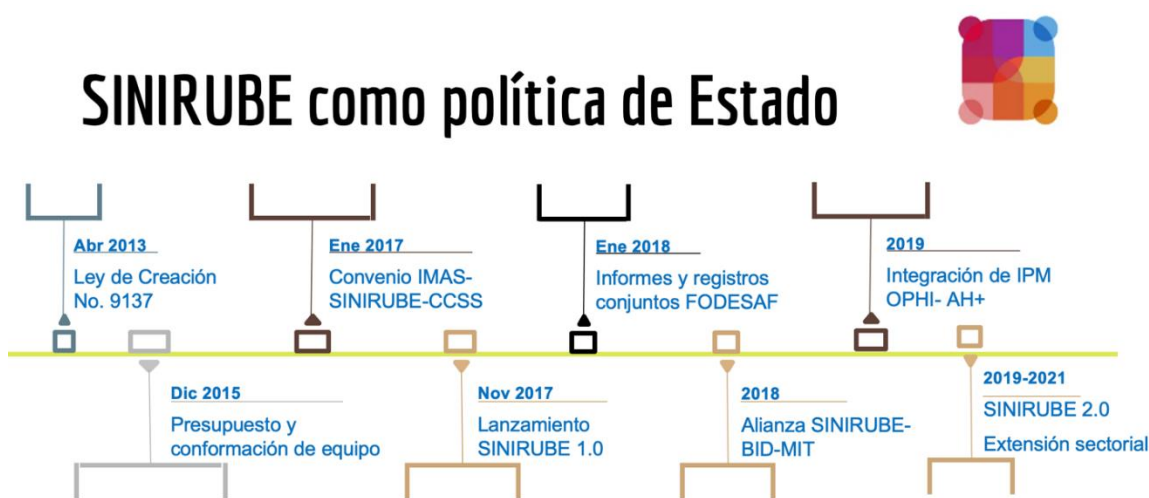 SINIRUBE como política de Estado
Abr 2013
Ley de Creación
No. 9137
Dic 2015
Presupuesto y
conformación de equipo
Ene 2017
Convenio IMAS-
SINIRUBE-CCSS
Nov 2017
Lanzamiento
SINIRUBE 1.0
Ene 2018
Informes y registros
conjuntos FODESAF
2018
Alianza SINIRUBE-
BID-MIT
2019
Integración de IPM
OPHI- AH+
2019-2021
SINIRUBE 2.0
Extensión sectorial